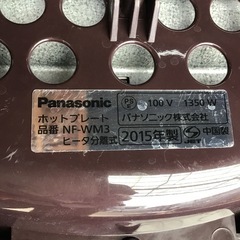 Panasonic
PS E 100 V 1350 W
ホットプレート パナソニック株式会社
品番 NF-WM3 2015年製 中国製
ヒータ分離式 JET